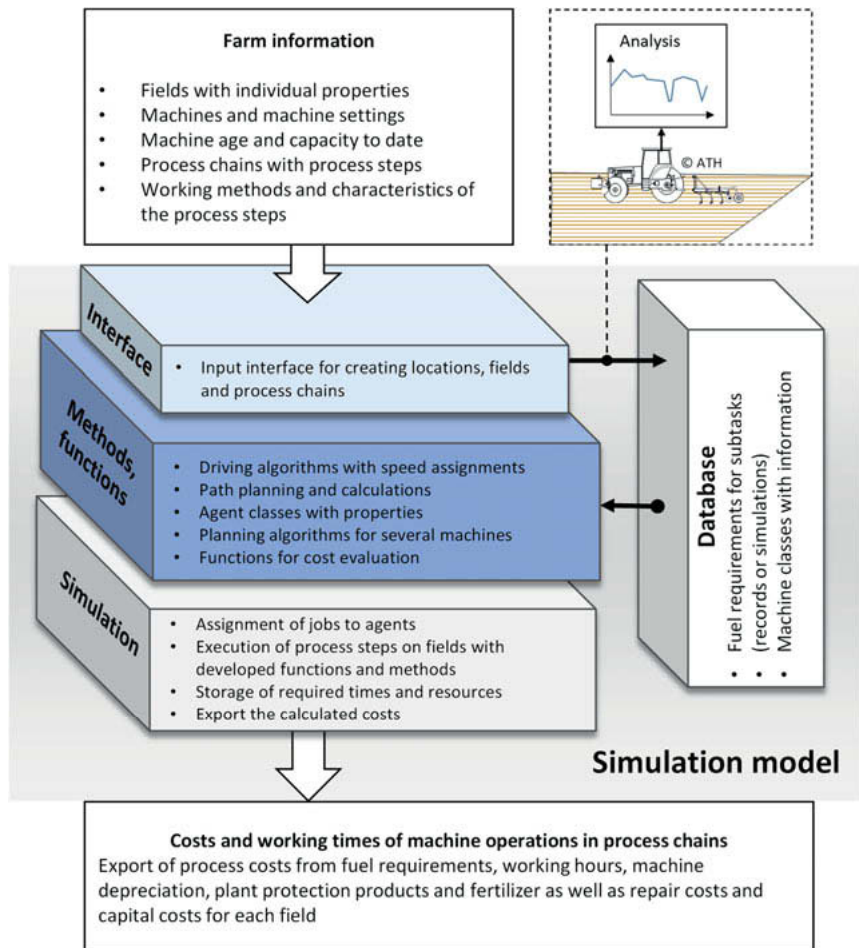 Farm information
• Fields with individual properties
• Machines and machine settings
• Machine age and capacity to date
• Process chains with process steps
• Working methods and characteristics of
the process steps
Analysis
© ATH
Interface
• Input interface for creating locations, fields
and process chains
Methods,
functions
• Driving algorithms with speed assignments
• Path planning and calculations
• Agent classes with properties
• Planning algorithms for several machines
• Functions for cost evaluation
Simulation
• Assignment of jobs to agents
• Execution of process steps on fields with
developed functions and methods
• Storage of required times and resources
• Export the calculated costs
Database
• Fuel requirements for subtasks
• (records or simulations)
• Machine classes with information
Simulation model
Costs and working times of machine operations in process chains
Export of process costs from fuel requirements, working hours, machine
depreciation, plant protection products and fertilizer as well as repair costs and
capital costs for each field